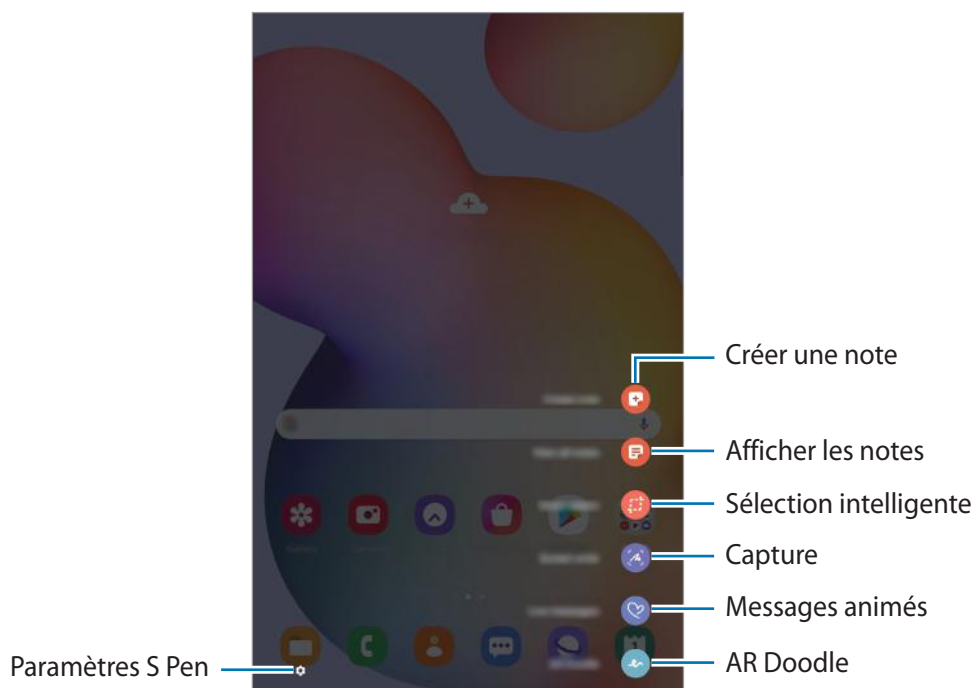 Créer une note
Afficher les notes
Sélection intelligente
Capture
Messages animés
AR Doodle
Paramètres S Pen